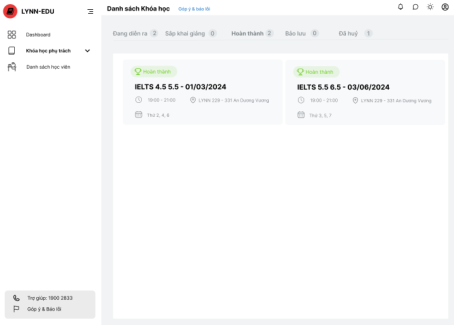 LYNN-EDU
Danh sách Khóa học
Góp ý & báo lỗi
Dashboard
Khóa học phụ trách
Danh sách học viên
Đang diễn ra 2 Sắp khai giảng 0 Hoàn thành 2 Bảo lưu 0 Đã huỷ 1
Hoàn thành
IELTS 4.5 5.5 - 01/03/2024
19:00 - 21:00 LYNN 229 - 331 An Dương Vương
Thứ 2, 4, 6
Hoàn thành
IELTS 5.5 6.5 - 03/06/2024
19:00 - 21:00 LYNN 229 - 331 An Dương Vương
Thứ 3, 5, 7
Trợ giúp: 1900 2833
Góp ý & Báo lỗi